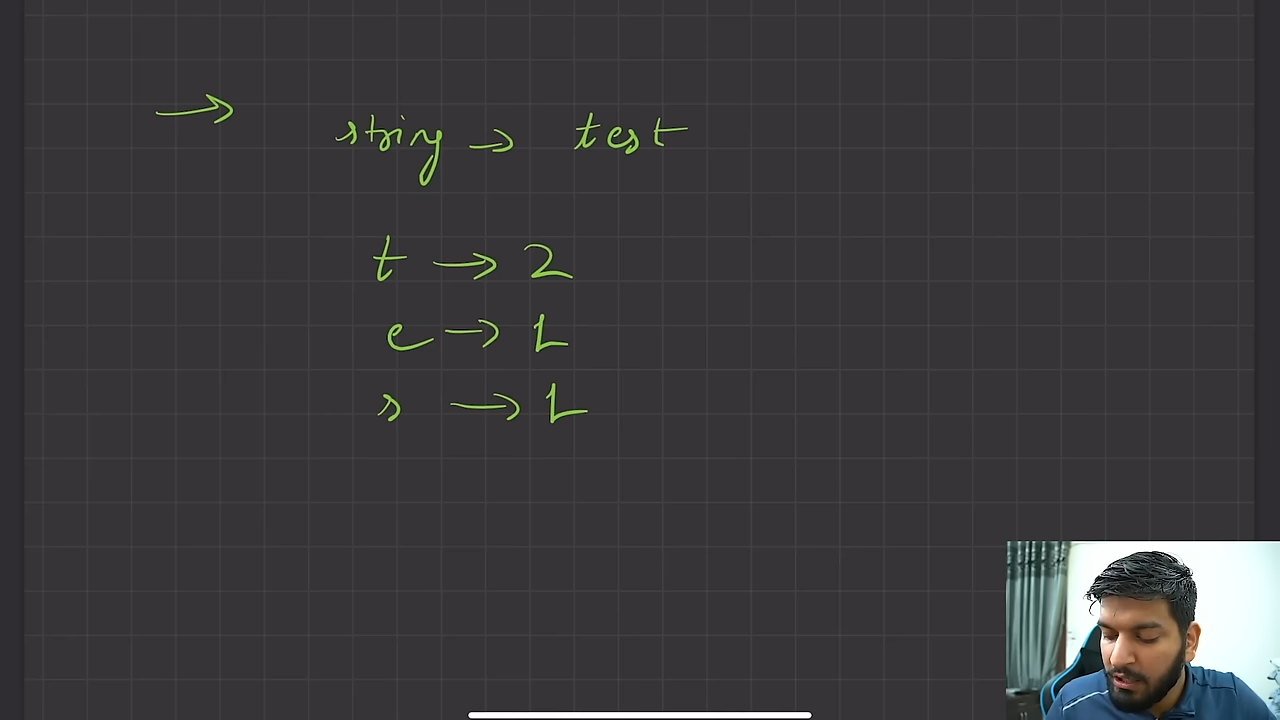 → string → test
t → 2
e → 1
s → 1